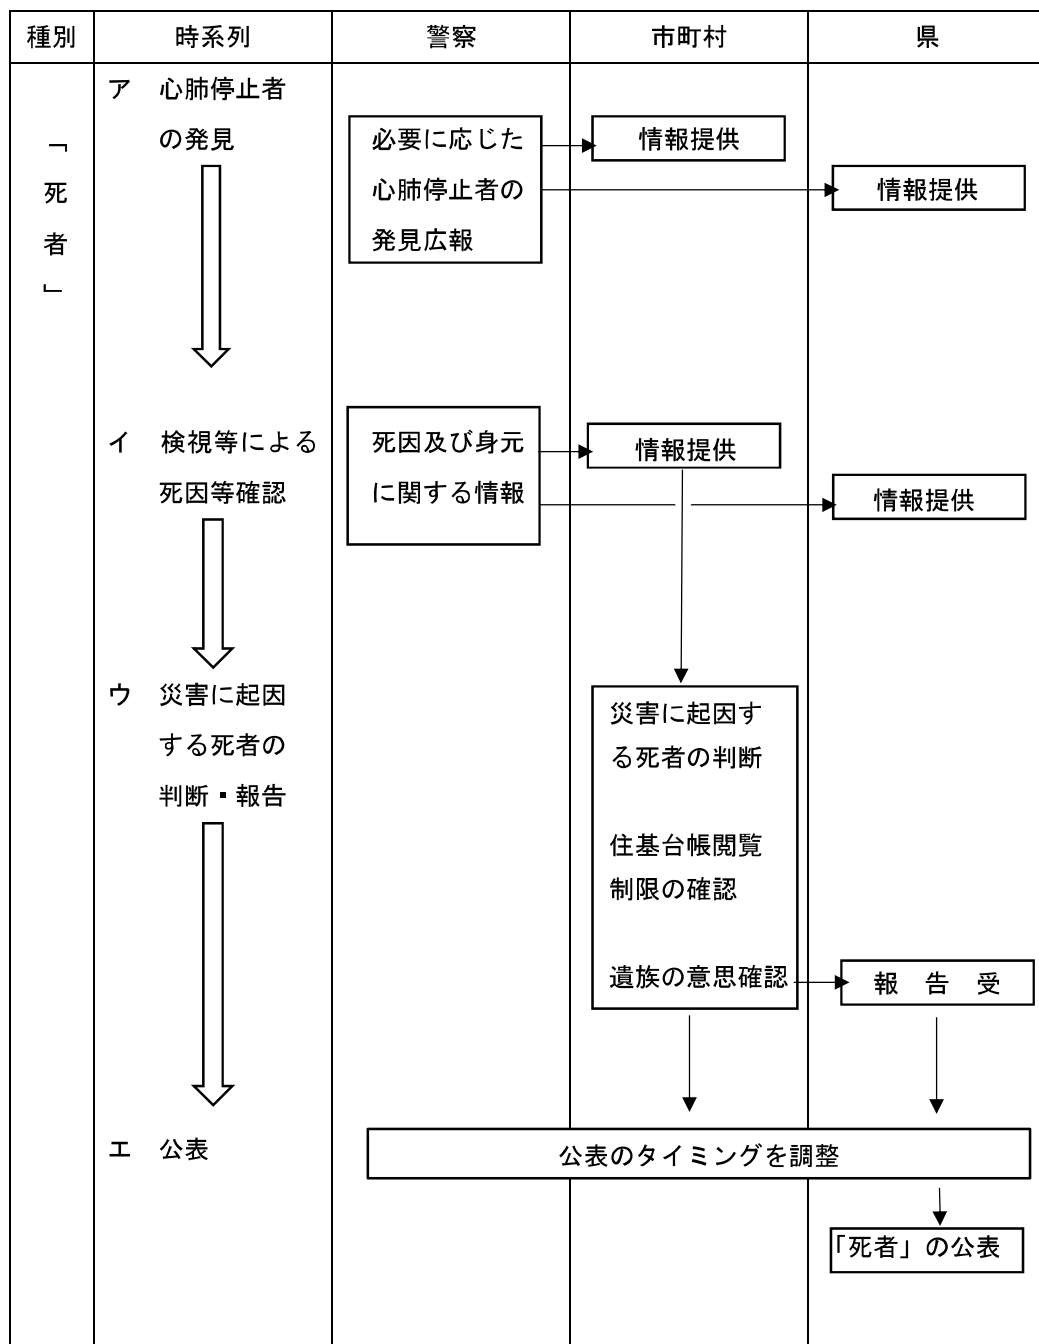 種別 時系列 警察 市町村 県
「死者」
ア 心肺停止者
の発見
必要に応じた
心肺停止者の
発見広報
情報提供
情報提供
イ 検視等による
死因等確認
死因及び身元
に関する情報
情報提供
情報提供
ウ 災害に起因
する死者の
判断・報告
災害に起因す
る死者の判断
住基台帳閲覧
制限の確認
遺族の意思確認
報 告 受
エ 公表
公表のタイミングを調整
「死者」の公表